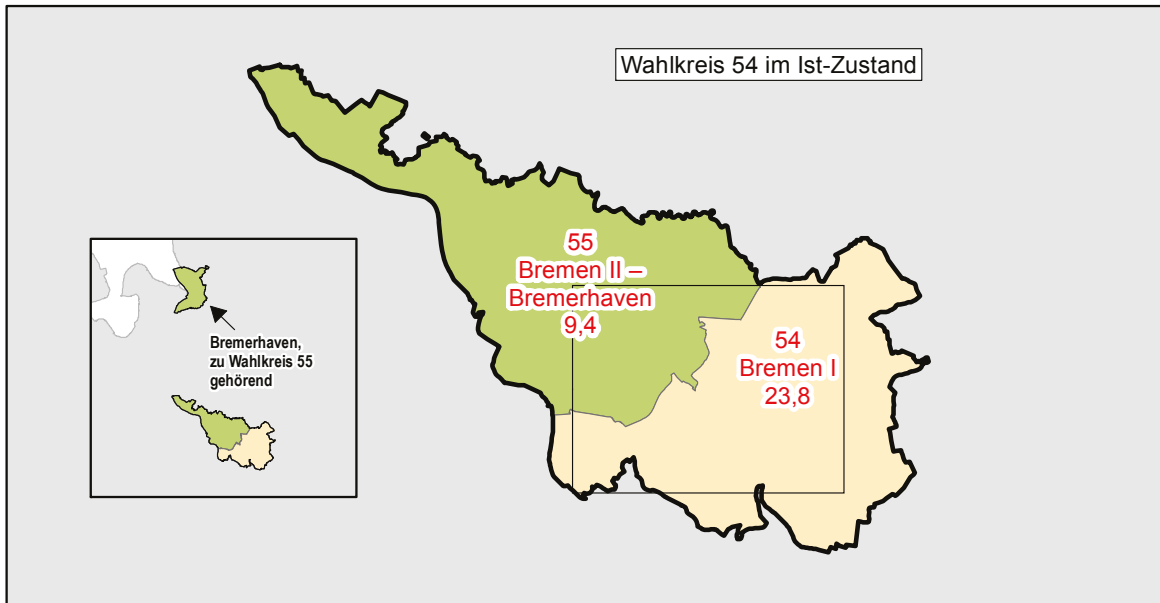 Wahlkreis 54 im Ist-Zustand
55
Bremen II –
Bremerhaven
9,4
54
Bremen I
23,8
Bremerhaven,
zu Wahlkreis 55
gehörend